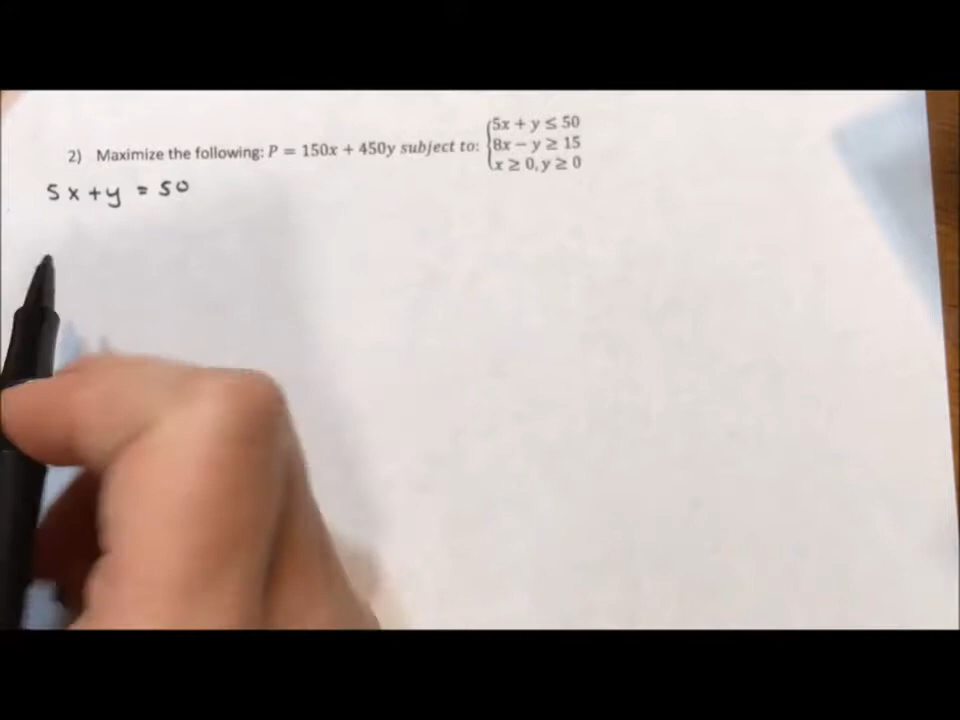 2) Maximize the following: P = 150x + 450y subject to: {5x + y ≤ 50
8x − y ≥ 15
x ≥ 0, y ≥ 0
5x + y = 50